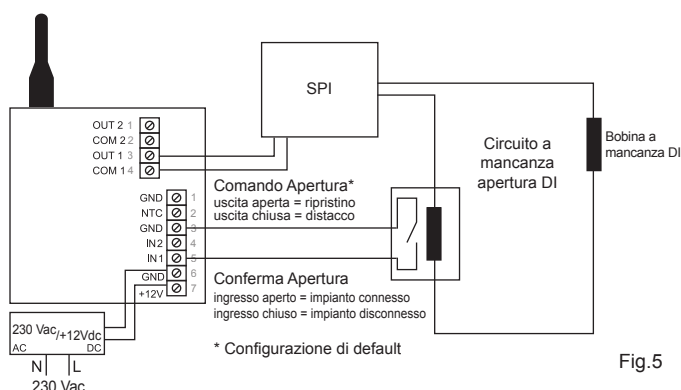 OUT 2 1
COM 2 2
OUT 1 3
COM 1 4
GND 1
NTC 2
GND 3
IN2 4
IN1 5
GND 6
+12V 7
SPI
Circuito a
mancanza
apertura DI
Bobina a
mancanza DI
Comando Apertura*
uscita aperta = ripristino
uscita chiusa = distacco
Conferma Apertura
ingresso aperto = impianto connesso
ingresso chiuso = impianto disconnesso
* Configurazione di default
230 Vac/+12Vdc
AC DC
N L
230 Vac
Fig.5